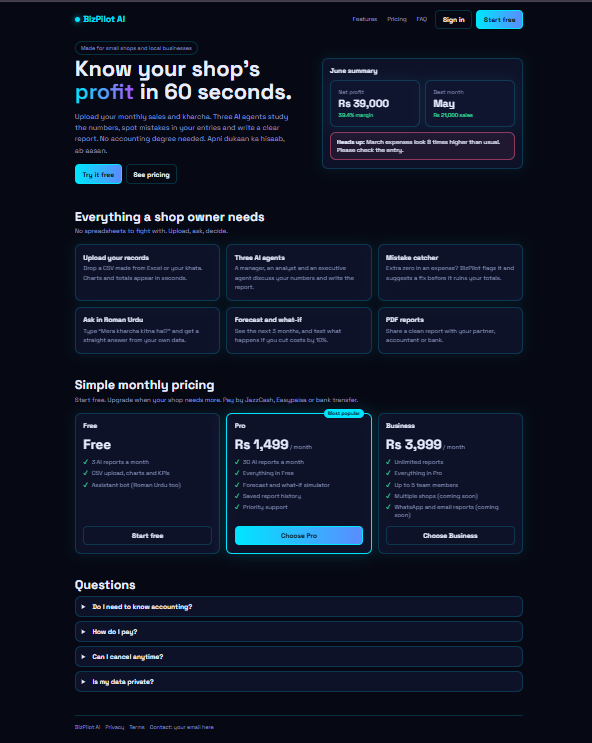 BizPilot AI
Features Pricing FAQ Sign in Start free
Made for small shops and local businesses
Know your shop's
profit in 60 seconds.
Upload your monthly sales and kharcha. Three AI agents study
the numbers, spot mistakes in your entries and write a clear
report. No accounting degree needed. Apni dukaan ka hisaab,
ab aasan.
Try it free See pricing
June summary
Net profit
Rs 39,000
39.4% margin
Best month
May
Rs 21,000 sales
Heads up: March expenses look 8 times higher than usual.
Please check the entry.
Everything a shop owner needs
No spreadsheets to fight with. Upload, ask, decide.
Upload your records
Drop a CSV made from Excel or your khata.
Charts and totals appear in seconds.
Three AI agents
A manager, an analyst and an executive
agent discuss your numbers and write the
report.
Mistake catcher
Extra zero in an expense? BizPilot flags it and
suggests a fix before it ruins your totals.
Ask in Roman Urdu
Type "Mera kharcha kitna hai?" and get a
straight answer from your own data.
Forecast and what-if
See the next 3 months, and test what
happens if you cut costs by 10%.
PDF reports
Share a clean report with your partner,
accountant or bank.
Simple monthly pricing
Start free. Upgrade when your shop needs more. Pay by JazzCash, Easypaisa or bank transfer.
Free
Free
✓ 3 AI reports a month
✓ CSV upload, charts and KPIs
✓ Assistant bot (Roman Urdu too)
Start free
Most popular
Pro
Rs 1,499 / month
✓ 30 AI reports a month
✓ Everything in Free
✓ Forecast and what-if simulator
✓ Saved report history
✓ Priority support
Choose Pro
Business
Rs 3,999 / month
✓ Unlimited reports
✓ Everything in Pro
✓ Up to 5 team members
✓ Multiple shops (coming soon)
✓ WhatsApp and email reports (coming
soon)
Choose Business
Questions
Do I need to know accounting?
How do I pay?
Can I cancel anytime?
Is my data private?
BizPilot AI Privacy Terms Contact: your email here